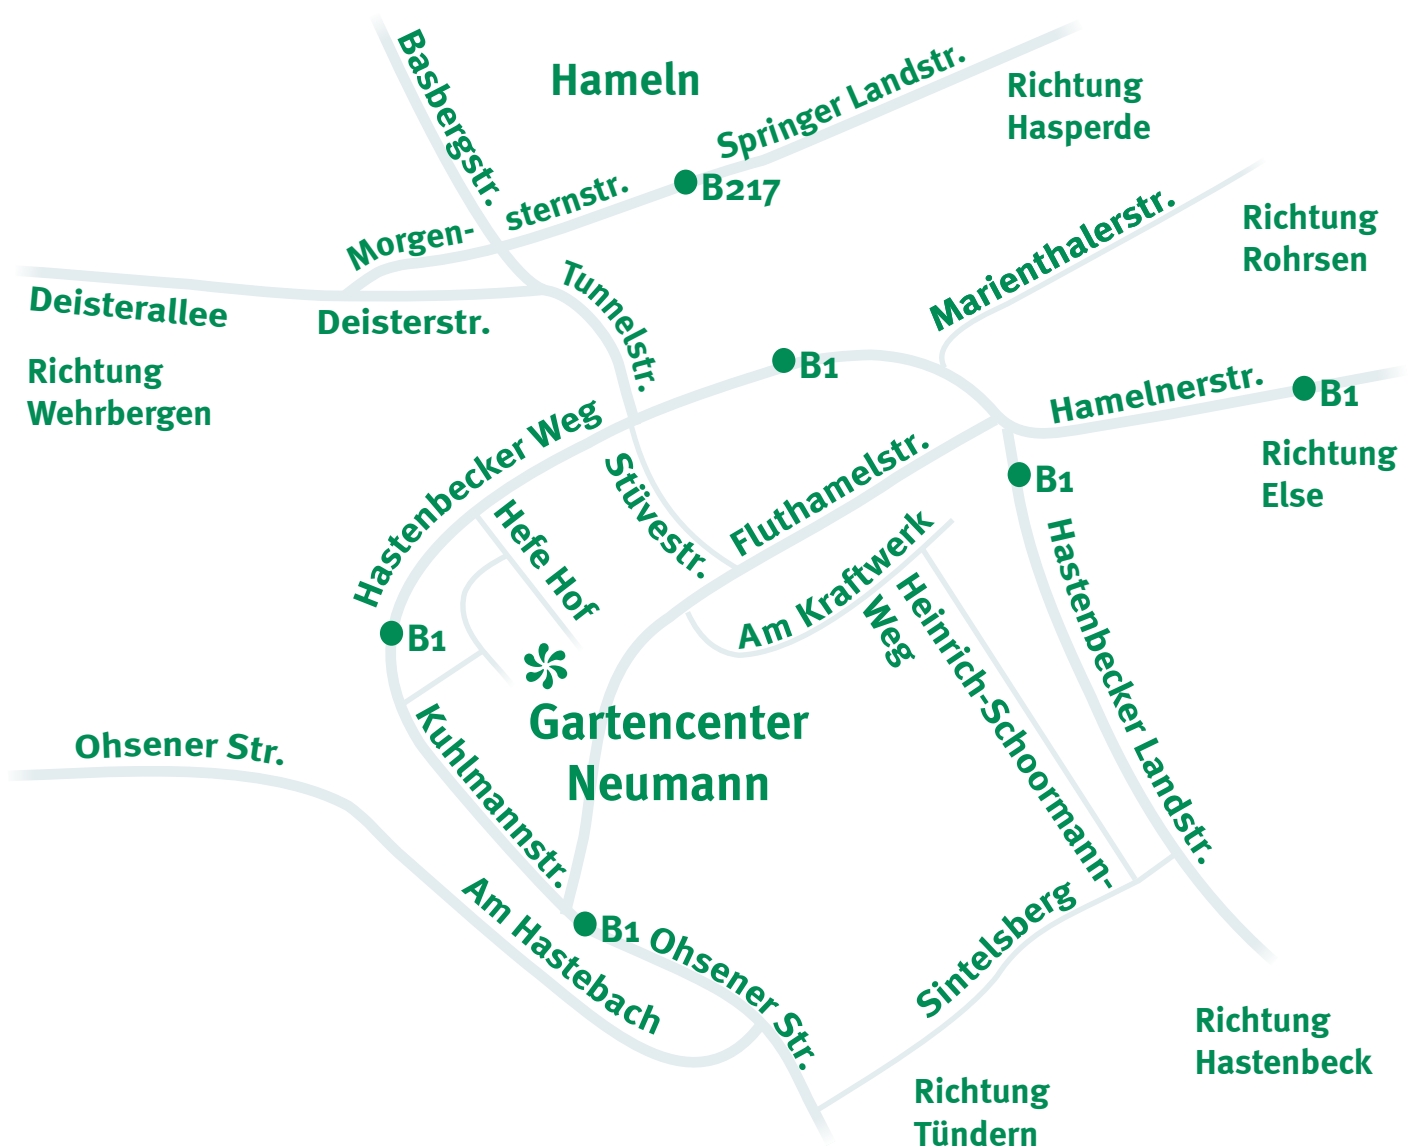 Hameln
Basbergstr.
Springer Landstr.
Richtung
Hasperde
B217
Morgen-
sternstr.
Marienthalerstr.
Richtung
Rohrsen
Deisterallee
Deisterstr.
Tunnelstr.
Richtung
Wehrbergen
B1
Hamelnerstr.
B1
Richtung
Else
Hastenbecker Weg
Stüvestr.
Fluthamelstr.
B1
Hefe Hof
Am Kraftwerk
Heinrich-Schoormann-
Weg
Hastenbecker Landstr.
B1
Gartencenter
Neumann
Ohsener Str.
Kuhlmannstr.
Am Hastebach
B1
Ohsener Str.
Sintelsberg
Richtung
Hastenbeck
Richtung
Tündern